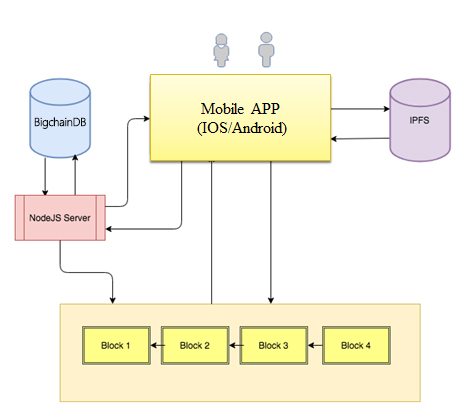 Mobile APP
(IOS/Android)
BigchainDB
IPFS
NodeJS Server
Block 1
Block 2
Block 3
Block 4